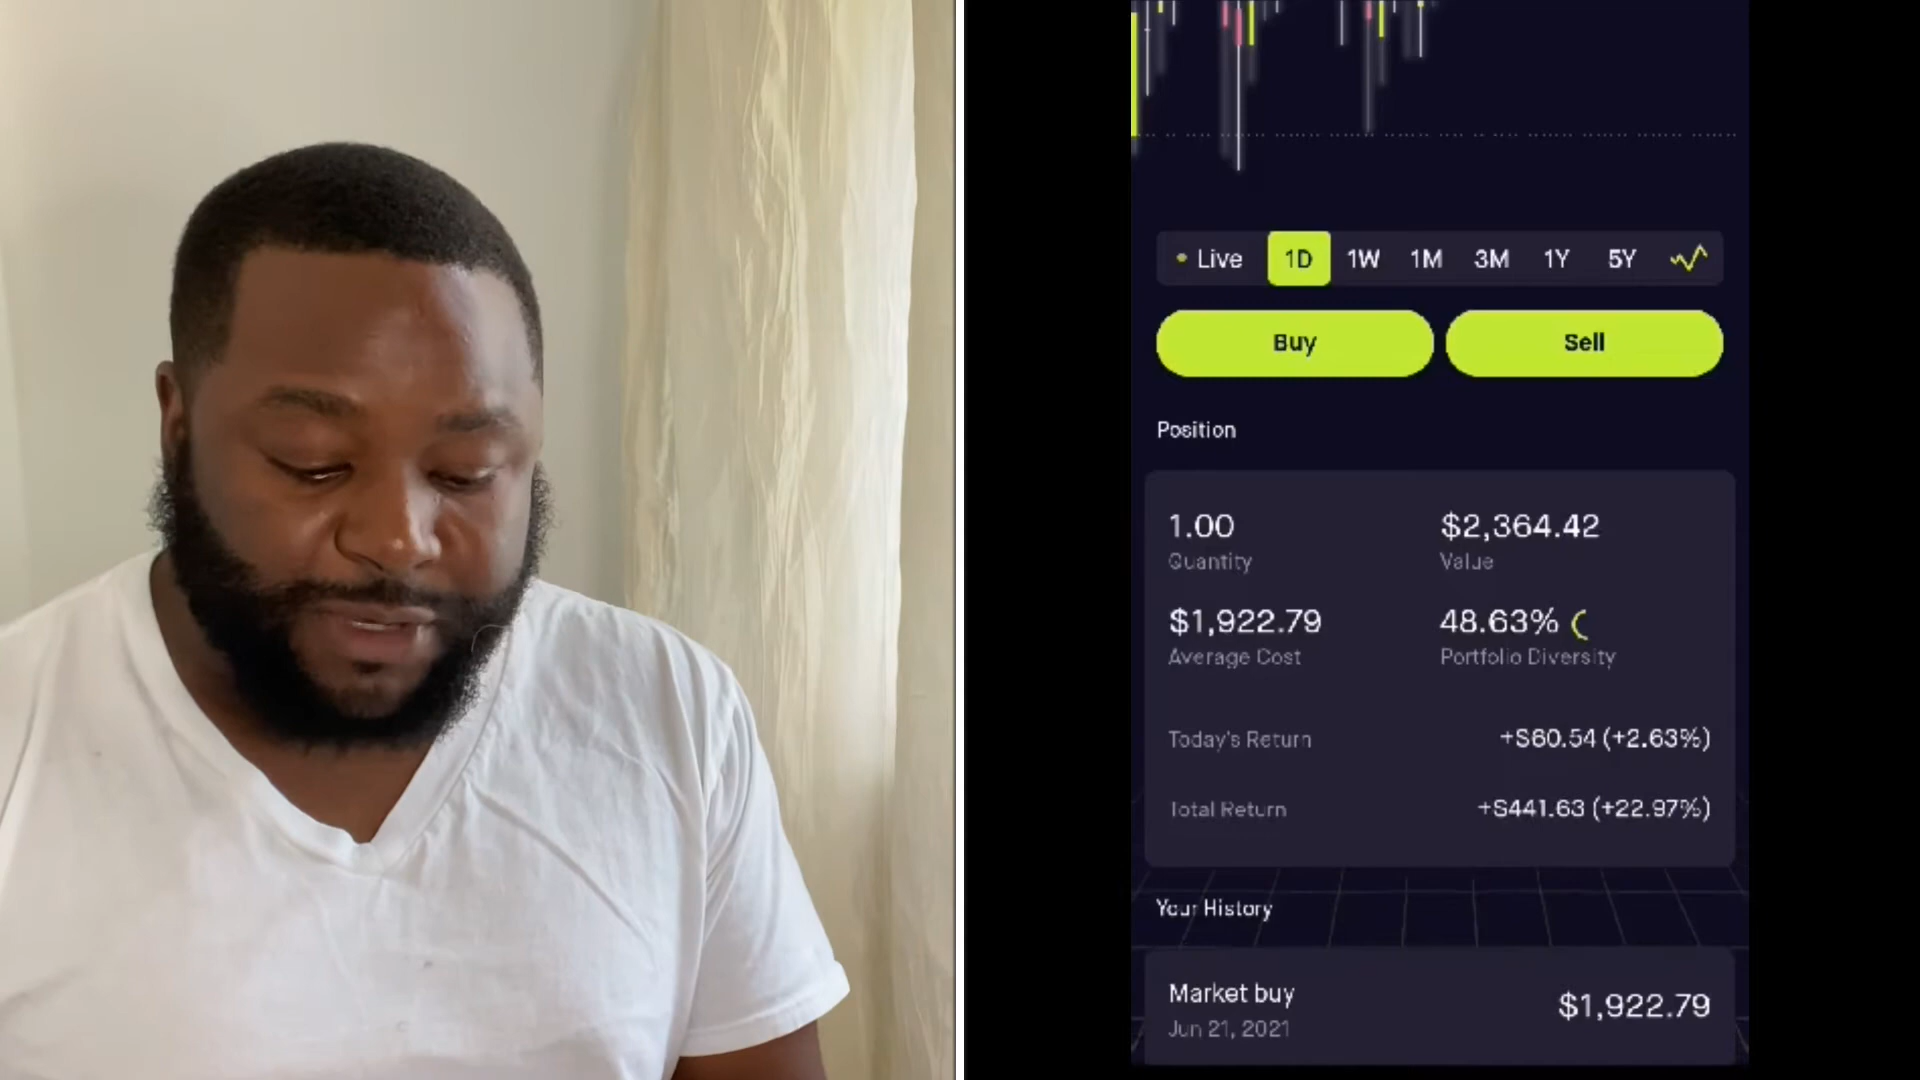 Live 1D 1W 1M 3M 1Y 5Y
Buy Sell
Position
1.00 $2,364.42
Quantity Value
$1,922.79 48.63%
Average Cost Portfolio Diversity
Today's Return +$60.54 (+2.63%)
Total Return +$441.63 (+22.97%)
Your History
Market buy $1,922.79
Jun 21, 2021